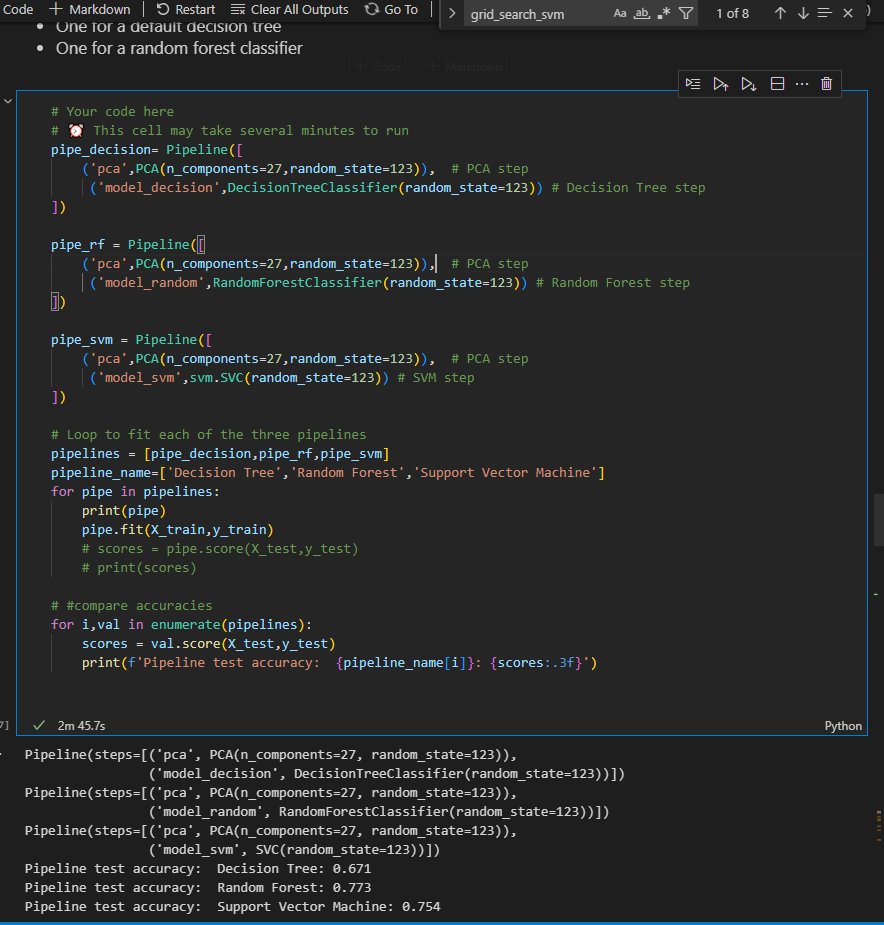 Code + Markdown Restart Clear All Outputs Go To
grid_search_svm Aa ab .* 1 of 8
• One for a default decision tree
• One for a random forest classifier
+ Code + Markdown
# Your code here
# ⏰ This cell may take several minutes to run
pipe_decision= Pipeline([
    ('pca',PCA(n_components=27,random_state=123)),  # PCA step
     ('model_decision',DecisionTreeClassifier(random_state=123)) # Decision Tree step
])
pipe_rf = Pipeline([
    ('pca',PCA(n_components=27,random_state=123)),  # PCA step
     ('model_random',RandomForestClassifier(random_state=123)) # Random Forest step
])
pipe_svm = Pipeline([
    ('pca',PCA(n_components=27,random_state=123)),  # PCA step
     ('model_svm',svm.SVC(random_state=123)) # SVM step
])
# Loop to fit each of the three pipelines
pipelines = [pipe_decision,pipe_rf,pipe_svm]
pipeline_name=['Decision Tree','Random Forest','Support Vector Machine']
for pipe in pipelines:
    print(pipe)
    pipe.fit(X_train,y_train)
    # scores = pipe.score(X_test,y_test)
    # print(scores)
# #compare accuracies
for i,val in enumerate(pipelines):
    scores = val.score(X_test,y_test)
    print(f'Pipeline test accuracy:  {pipeline_name[i]}: {scores:.3f}')
7] ✓ 2m 45.7s Python
Pipeline(steps=[('pca', PCA(n_components=27, random_state=123)),
                ('model_decision', DecisionTreeClassifier(random_state=123))])
Pipeline(steps=[('pca', PCA(n_components=27, random_state=123)),
                ('model_random', RandomForestClassifier(random_state=123))])
Pipeline(steps=[('pca', PCA(n_components=27, random_state=123)),
                ('model_svm', SVC(random_state=123))])
Pipeline test accuracy:  Decision Tree: 0.671
Pipeline test accuracy:  Random Forest: 0.773
Pipeline test accuracy:  Support Vector Machine: 0.754